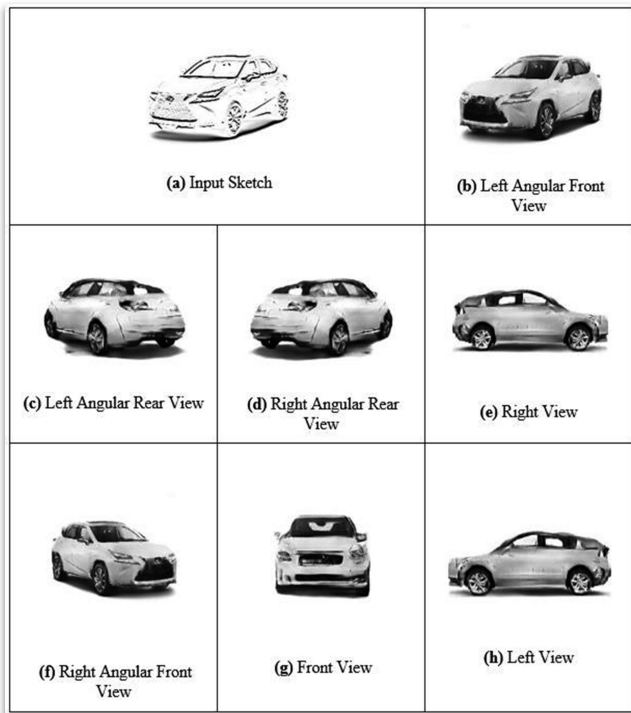 (a) Input Sketch
(b) Left Angular Front
View
(c) Left Angular Rear View
(d) Right Angular Rear
View
(e) Right View
(f) Right Angular Front
View
(g) Front View
(h) Left View